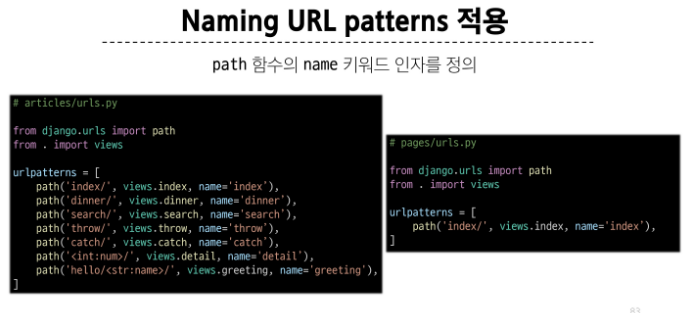 Naming URL patterns 적용
path 함수의 name 키워드 인자를 정의
# articles/urls.py
from django.urls import path
from . import views
urlpatterns = [
path('index/', views.index, name='index'),
path('dinner/', views.dinner, name='dinner'),
path('search/', views.search, name='search'),
path('throw/', views.throw, name='throw'),
path('catch/', views.catch, name='catch'),
path('<int:num>/', views.detail, name='detail'),
path('hello/<str:name>/', views.greeting, name='greeting'),
]
# pages/urls.py
from django.urls import path
from . import views
urlpatterns = [
path('index/', views.index, name='index'),
]
83